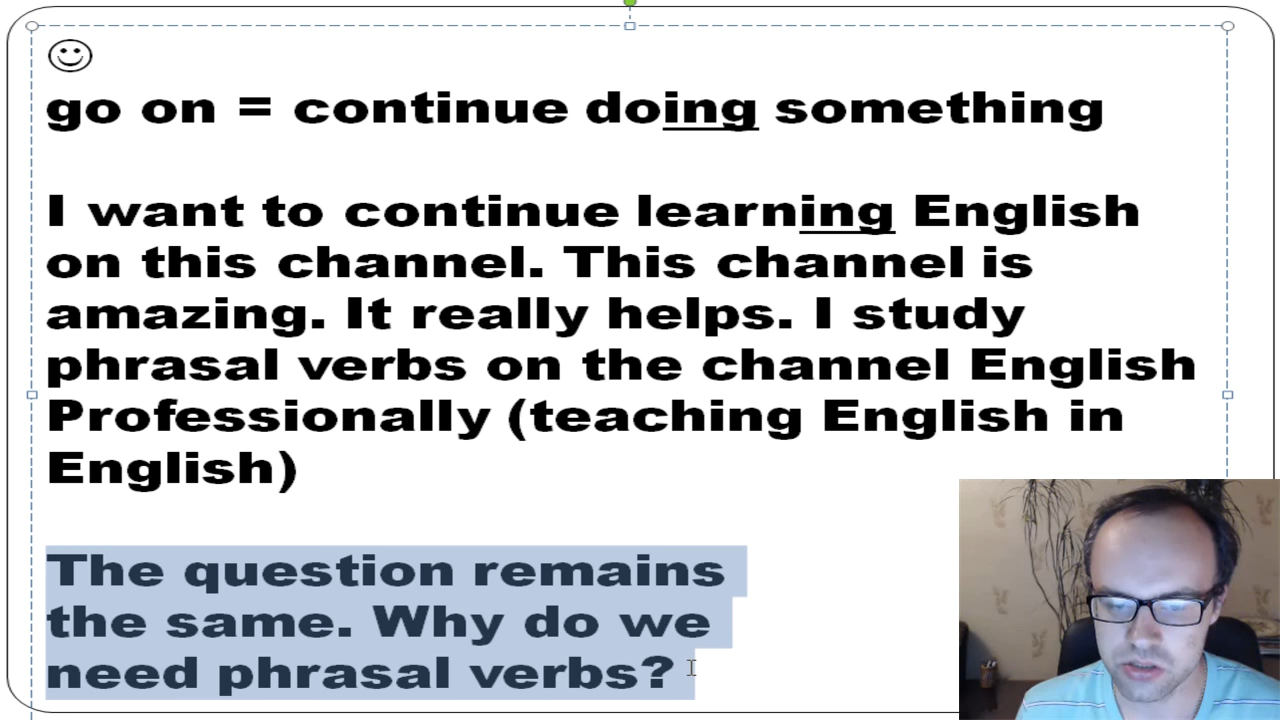 go on = continue doing something
I want to continue learning English
on this channel. This channel is
amazing. It really helps. I study
phrasal verbs on the channel English
Professionally (teaching English in
English)
The question remains
the same. Why do we
need phrasal verbs?